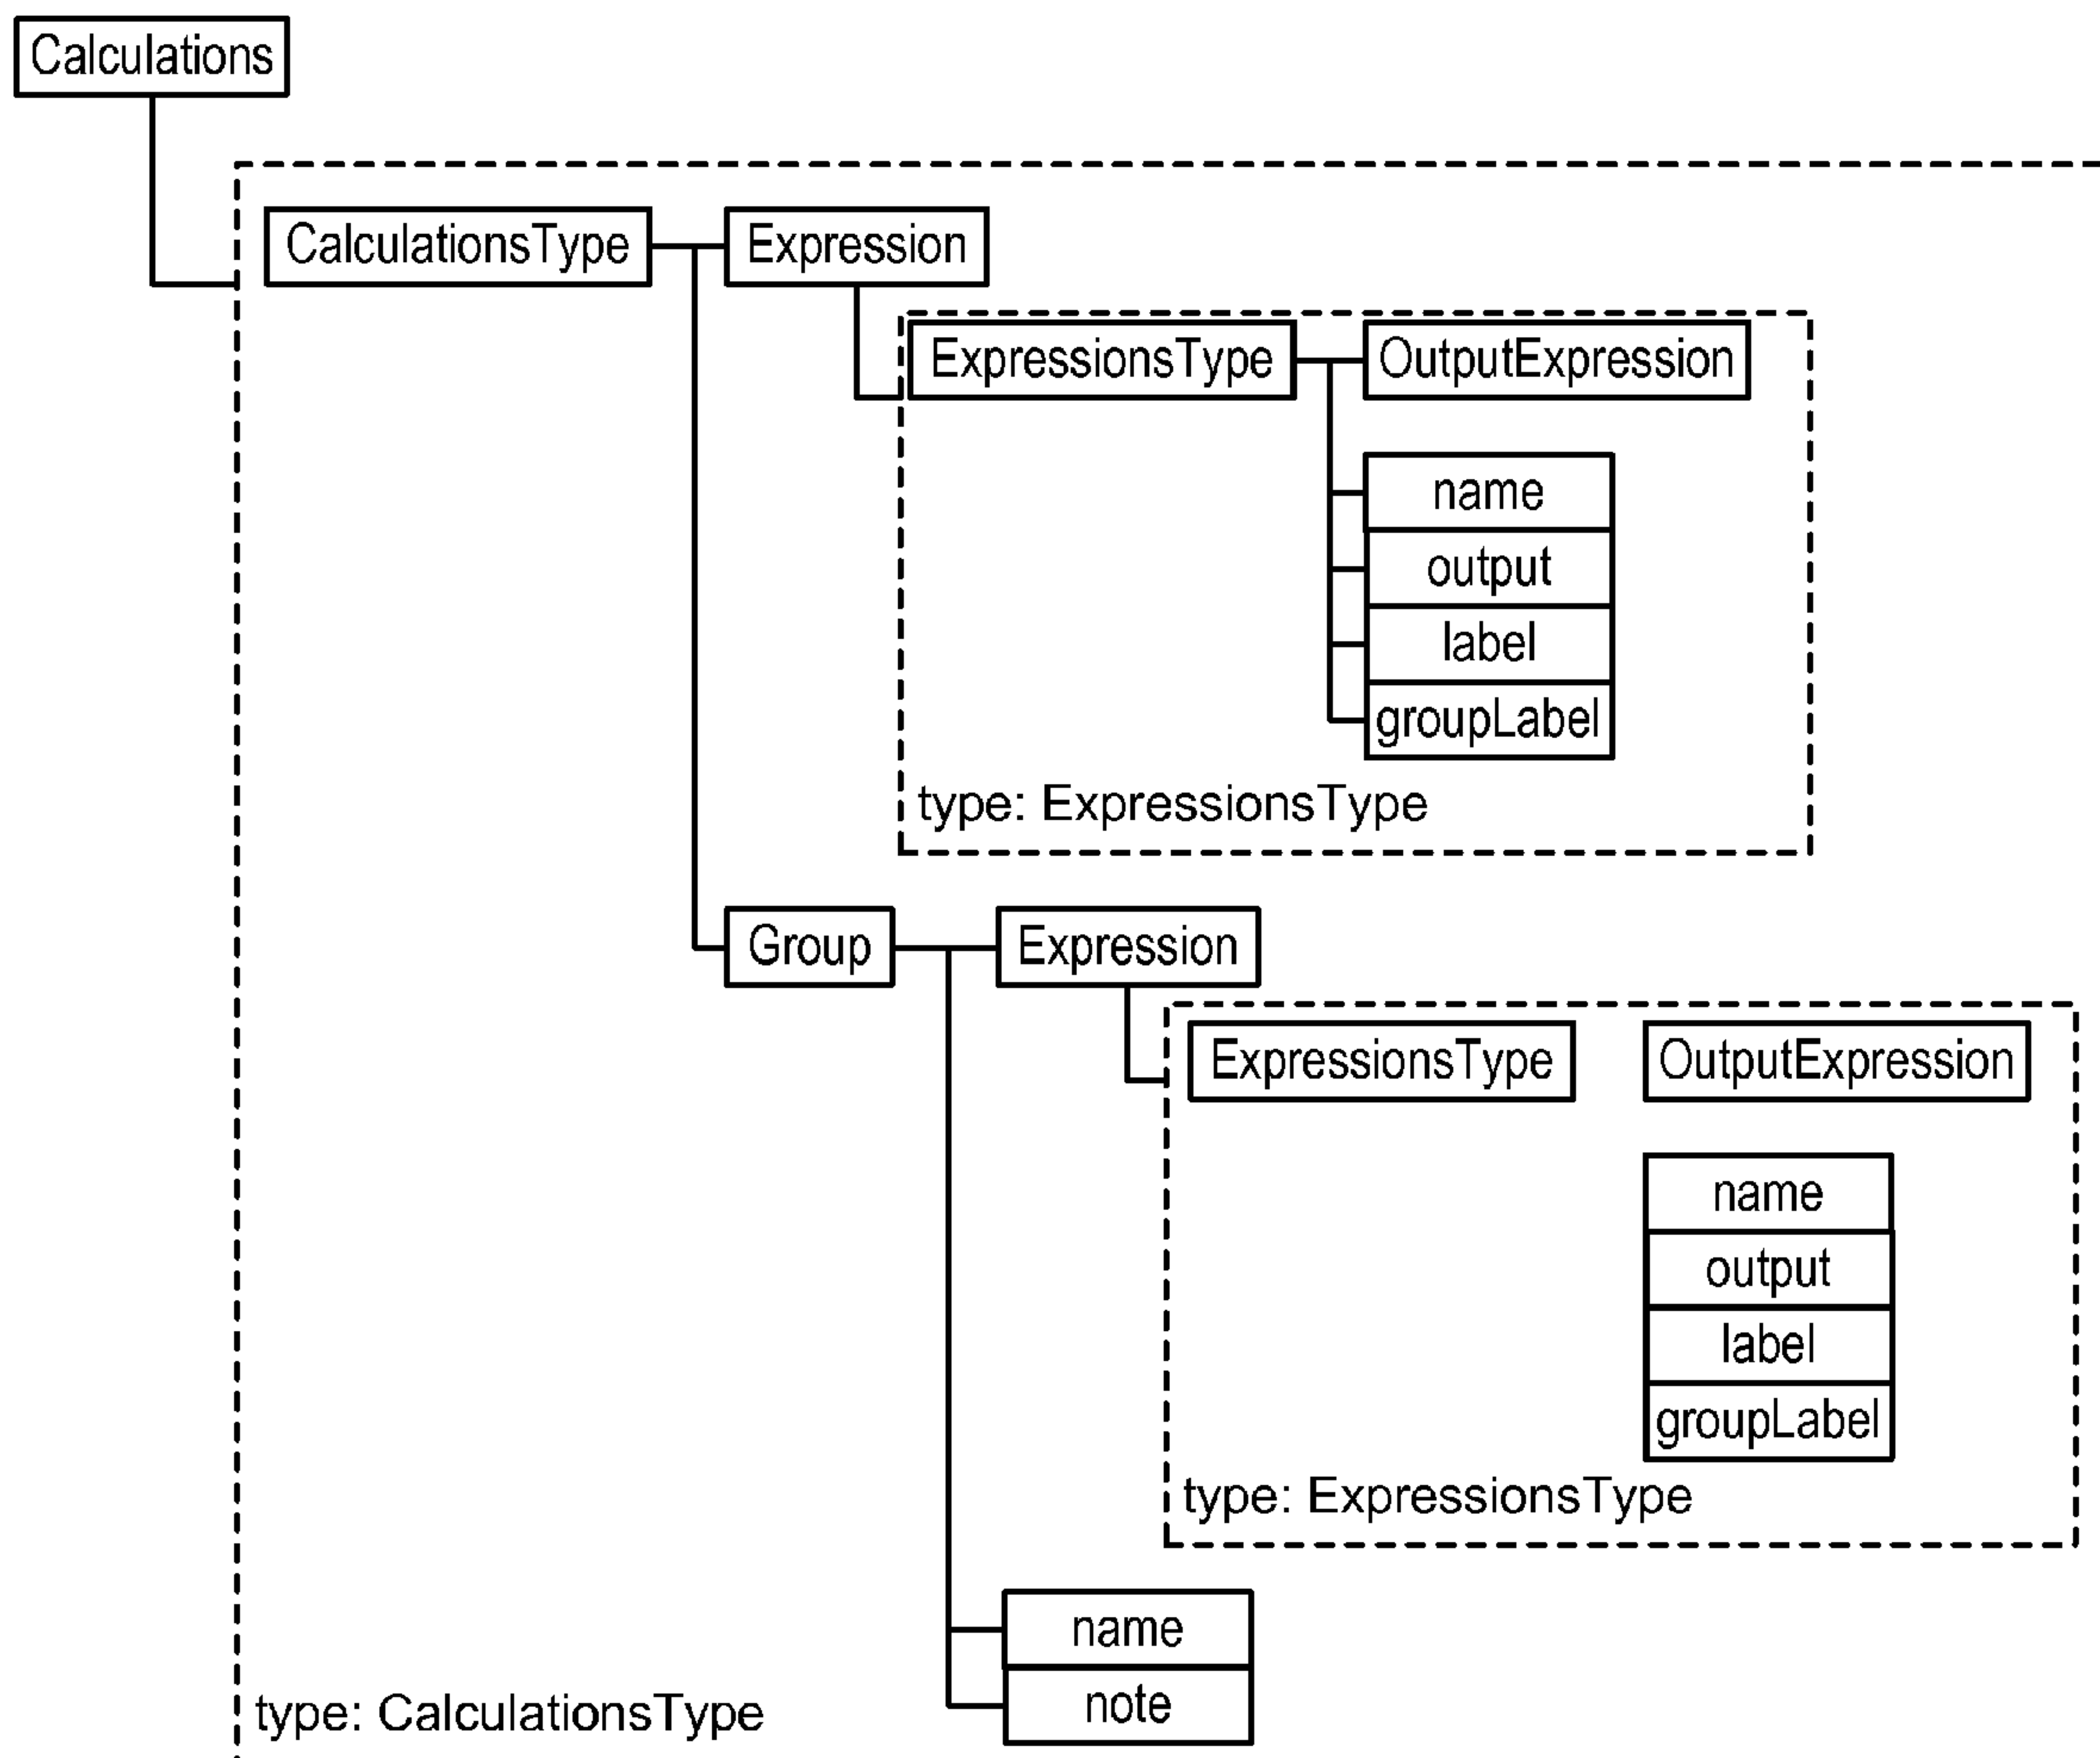 Calculations
CalculationsType
Expression
ExpressionsType
OutputExpression
name
output
label
groupLabel
type: ExpressionsType
Group
Expression
ExpressionsType
OutputExpression
name
output
label
groupLabel
type: ExpressionsType
name
note
type: CalculationsType